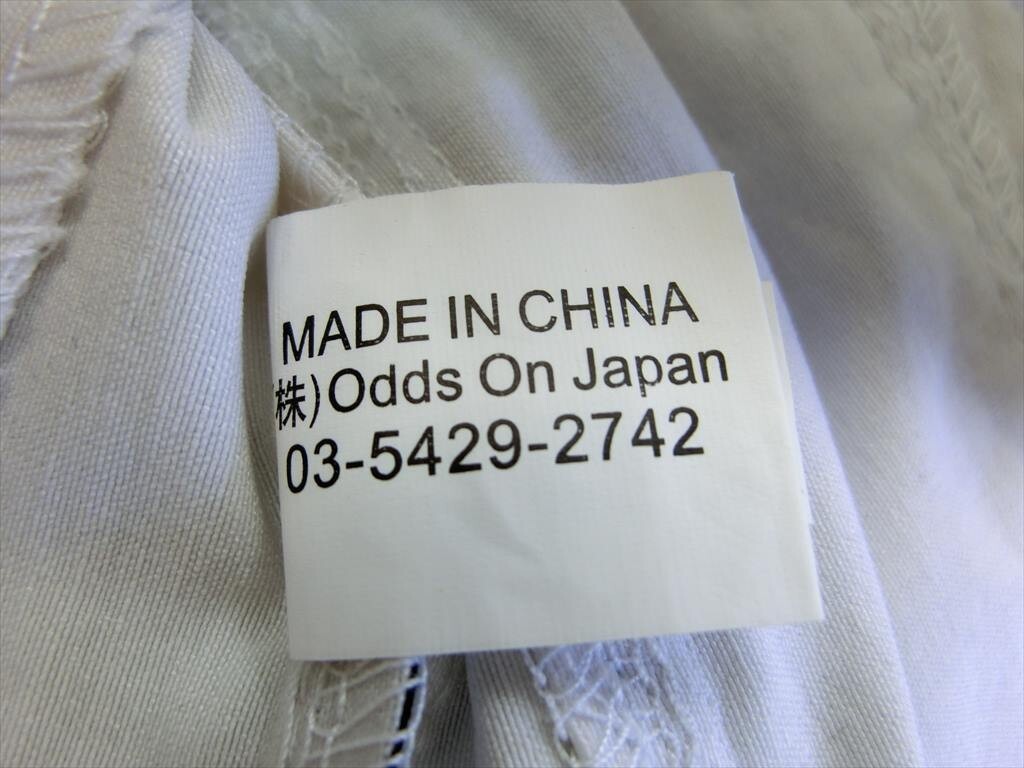 MADE IN CHINA
(株)Odds On Japan
03-5429-2742